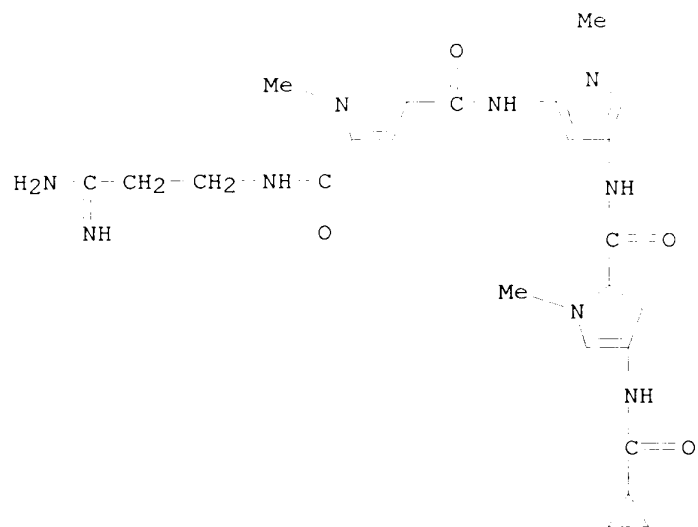 Me
O
Me N C NH N
H2N C CH2 CH2 NH C NH
NH O C O
Me N
NH
C O